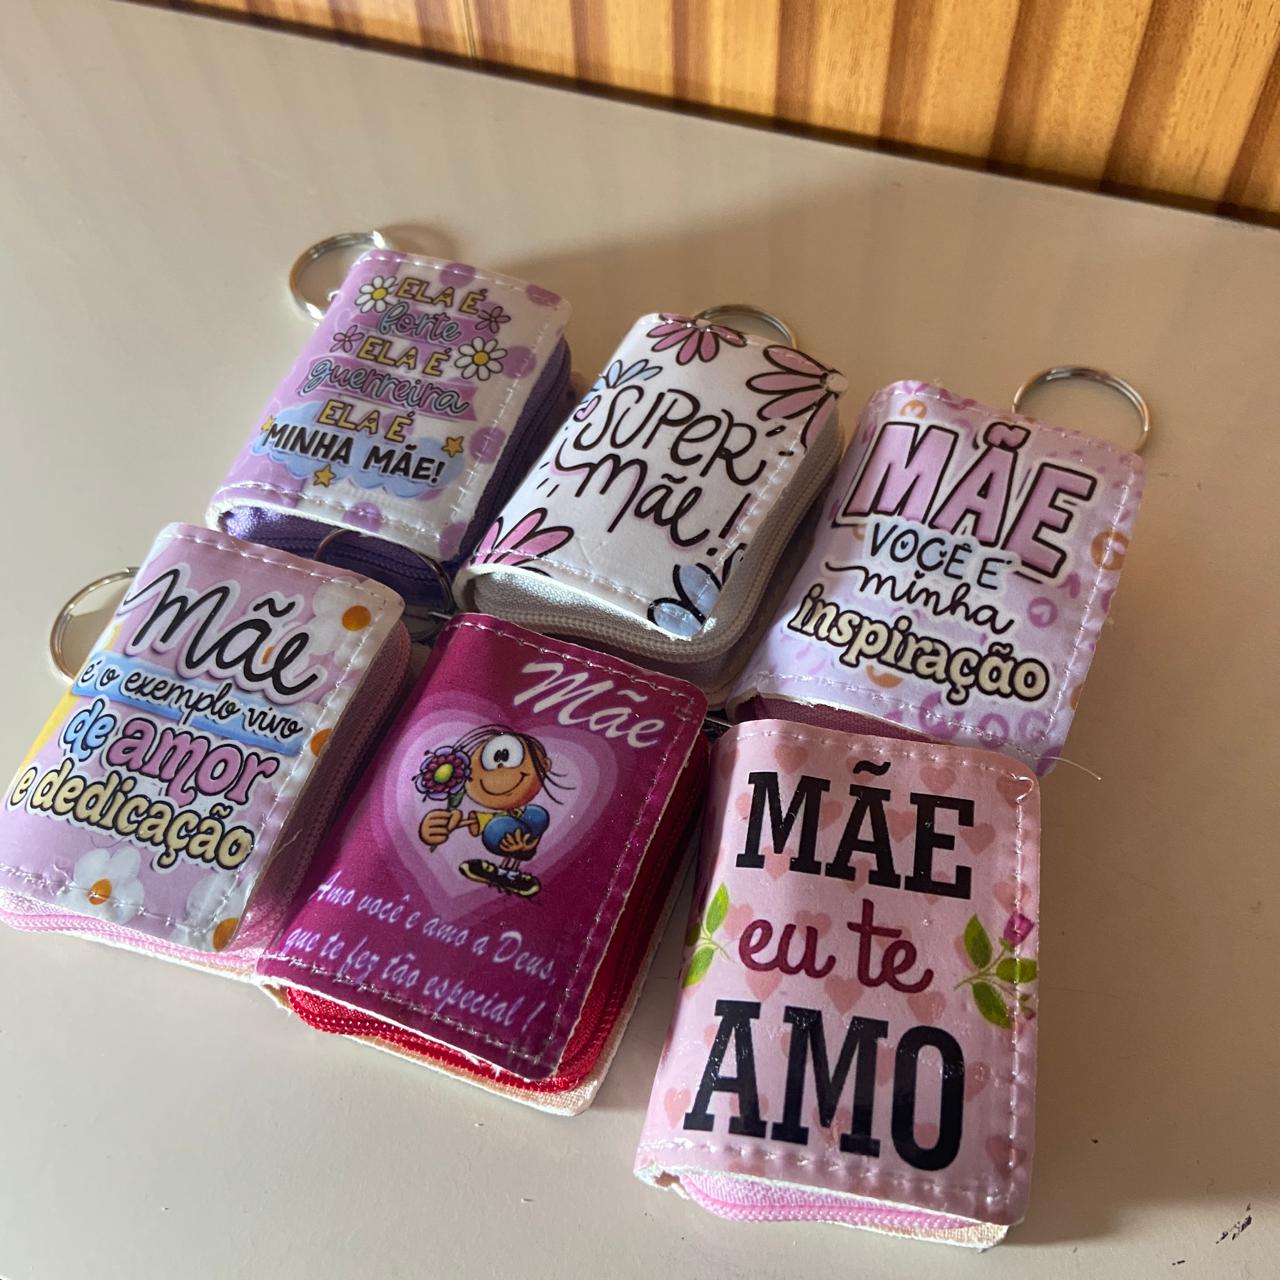 ELA É
forte
ELA É
guerreira
ELA É
MINHA MÃE!
SUPER
mãe!
MÃE
VOCÊ É
minha
inspiração
Mãe
é o exemplo vivo
de amor
e dedicação
Mãe
Amo você e amo a Deus,
que te fez tão especial !
MÃE
eu te
AMO